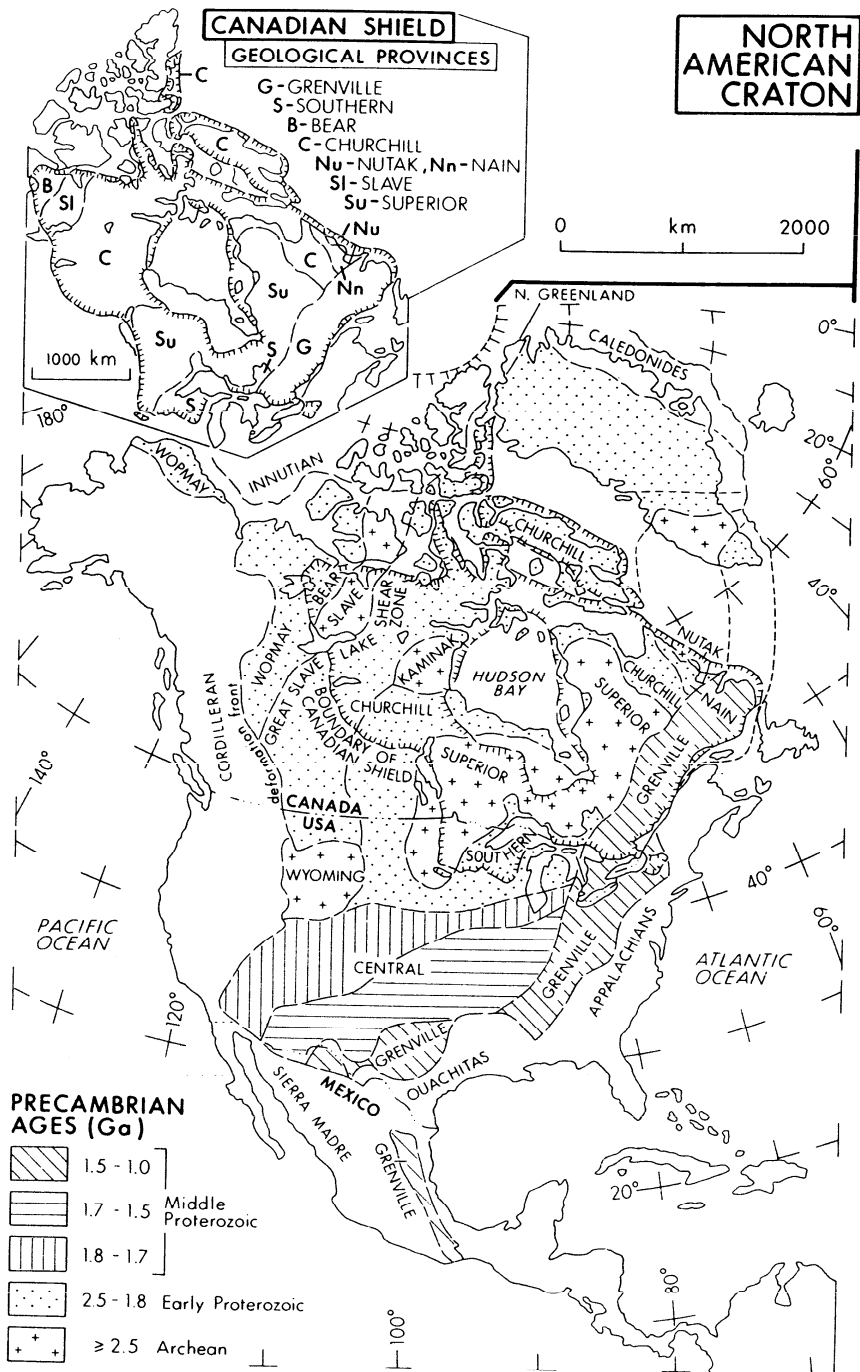 CANADIAN SHIELD
GEOLOGICAL PROVINCES
G-GRENVILLE
S-SOUTHERN
B-BEAR
C-CHURCHILL
Nu-NUTAK, Nn-NAIN
Sl-SLAVE
Su-SUPERIOR
C
C
B
Sl
C
Nu
C
Su
Nn
Su
S
G
S
1000 km
NORTH
AMERICAN
CRATON
0 km 2000
N. GREENLAND
CALEDONIDES
0°
20°
60°
40°
180°
WOPMAY
INNUTIAN
CHURCHILL
BEAR
SLAVE
SHEAR
ZONE
LAKE
GREAT SLAVE
WOPMAY
KAMINAK
HUDSON
BAY
NUTAK
CHURCHILL
NAIN
SUPERIOR
GRENVILLE
CHURCHILL
BOUNDARY OF
CANADIAN SHIELD
SUPERIOR
CORDILLERAN
deformation front
140°
CANADA
USA
SOUTHERN
WYOMING
40°
60°
PACIFIC
OCEAN
CENTRAL
GRENVILLE
APPALACHIANS
ATLANTIC
OCEAN
120°
GRENVILLE
OUACHITAS
MEXICO
SIERRA MADRE
GRENVILLE
20°
80°
100°
PRECAMBRIAN
AGES (Ga)
1.5 - 1.0
1.7 - 1.5 Middle
Proterozoic
1.8 - 1.7
2.5 - 1.8 Early Proterozoic
≥ 2.5 Archean